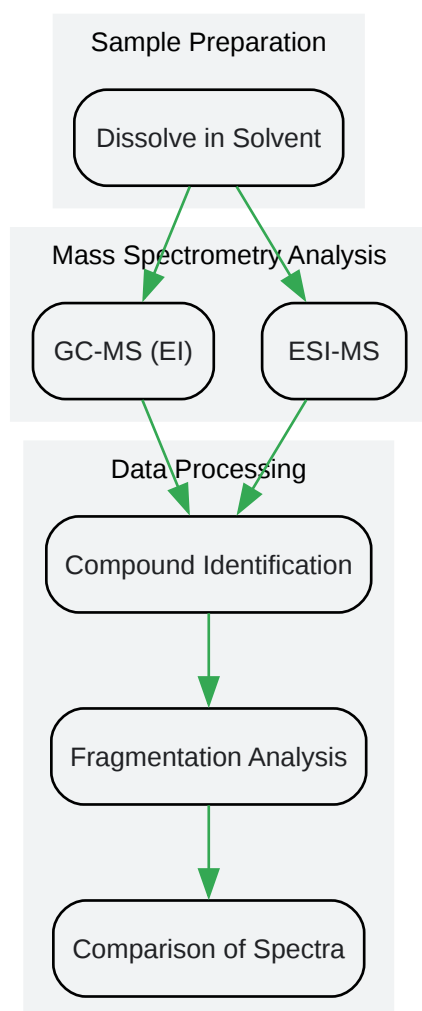 Sample Preparation
Dissolve in Solvent
Mass Spectrometry Analysis
GC-MS (EI)
ESI-MS
Data Processing
Compound Identification
Fragmentation Analysis
Comparison of Spectra